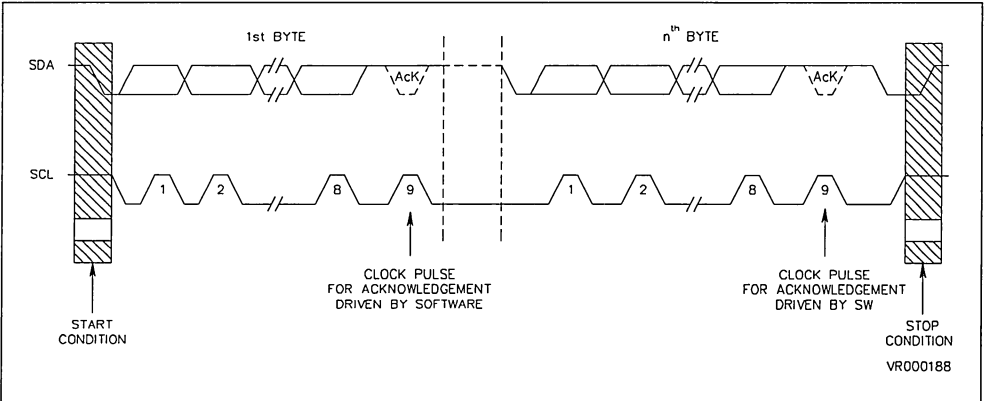 1st BYTE
nth BYTE
SDA
AcK
AcK
SCL
1
2
8
9
1
2
8
9
CLOCK PULSE
FOR ACKNOWLEDGEMENT
DRIVEN BY SOFTWARE
CLOCK PULSE
FOR ACKNOWLEDGEMENT
DRIVEN BY SW
START
CONDITION
STOP
CONDITION
VR000188